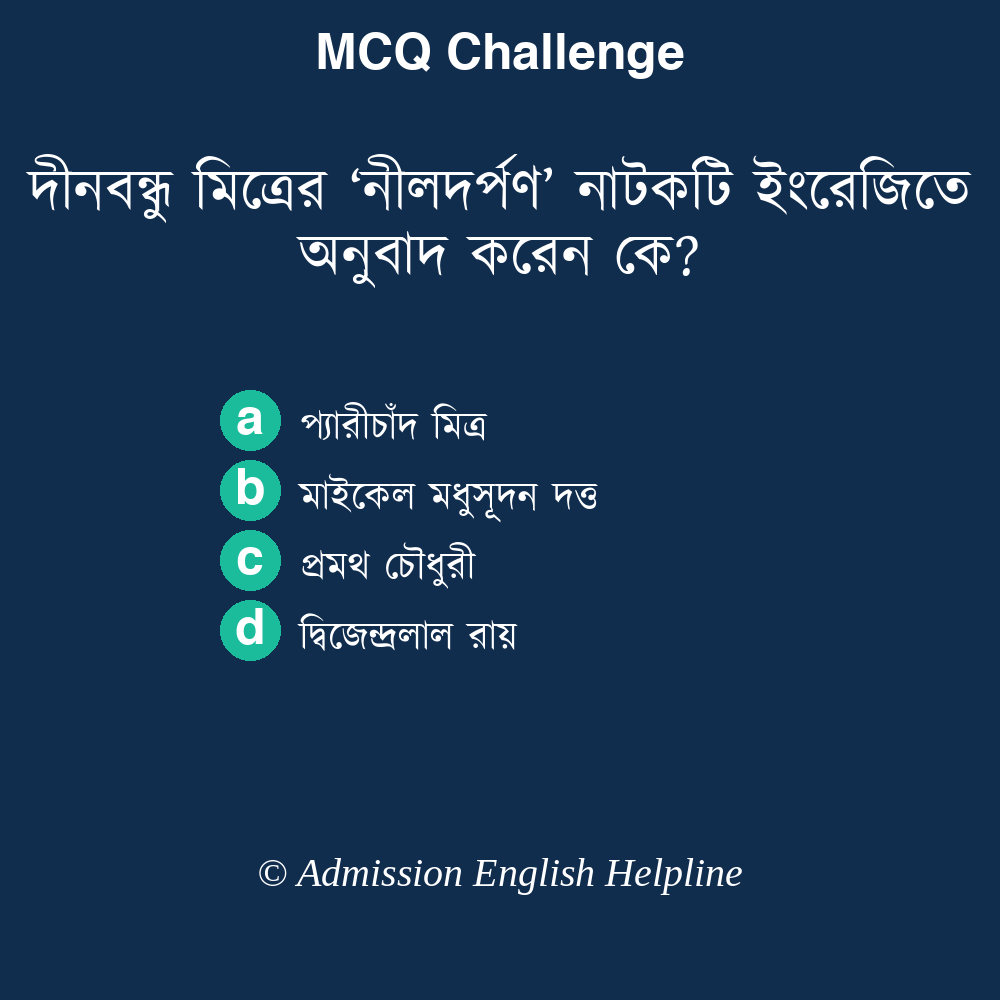 MCQ Challenge
দীনবন্ধু মিত্রের ‘নীলদর্পণ’ নাটকটি ইংরেজিতে
অনুবাদ করেন কে?
a প্যারীচাঁদ মিত্র
b মাইকেল মধুসূদন দত্ত
c প্রমথ চৌধুরী
d দ্বিজেন্দ্রলাল রায়
© Admission English Helpline